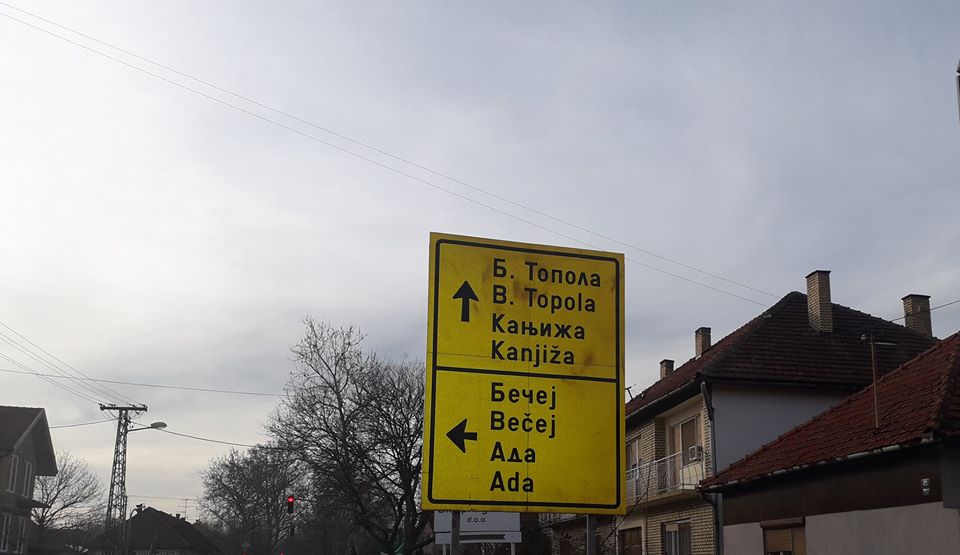 Б. Топола
B. Topola
Кањижа
Kanjiža
Бечеј
Bečej
Ада
Ada
d.o.o.